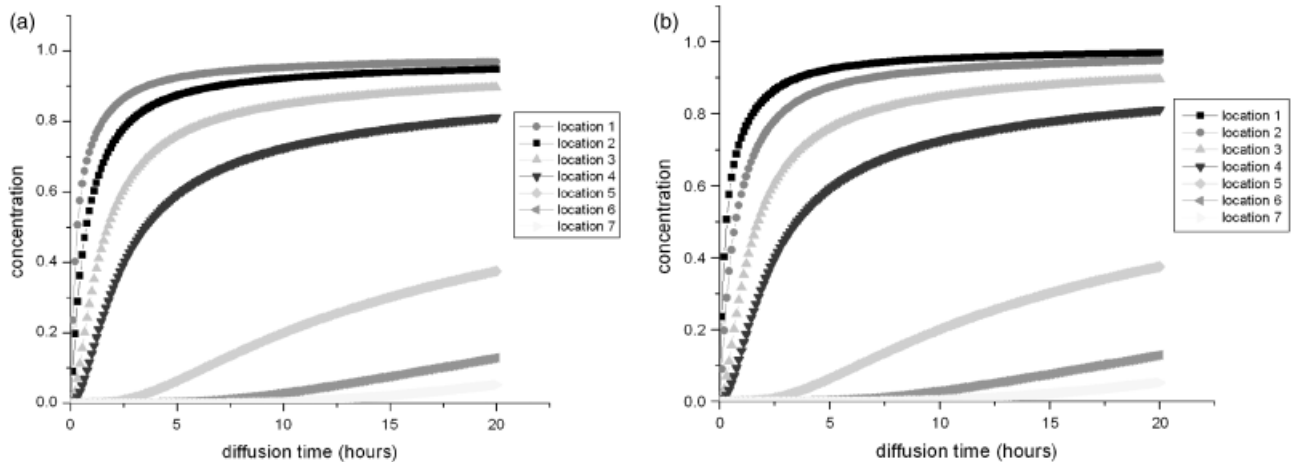 (a)
1.0
0.8
0.6
0.4
0.2
0.0
concentration
0
5
10
15
20
diffusion time (hours)
location 1
location 2
location 3
location 4
location 5
location 6
location 7
(b)
1.0
0.8
0.6
0.4
0.2
0.0
concentration
0
5
10
15
20
diffusion time (hours)
location 1
location 2
location 3
location 4
location 5
location 6
location 7